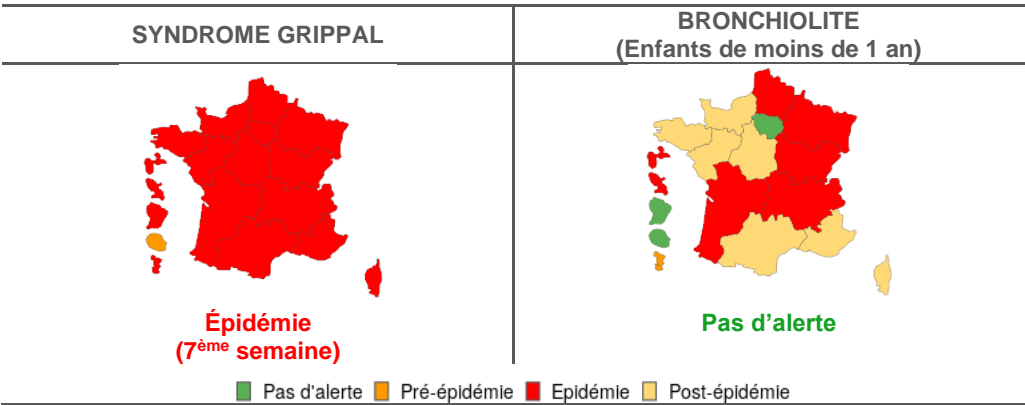 SYNDROME GRIPPAL
BRONCHIOLITE
(Enfants de moins de 1 an)
Épidémie
(7ème semaine)
Pas d’alerte
Pas d'alerte Pré-épidémie Epidémie Post-épidémie